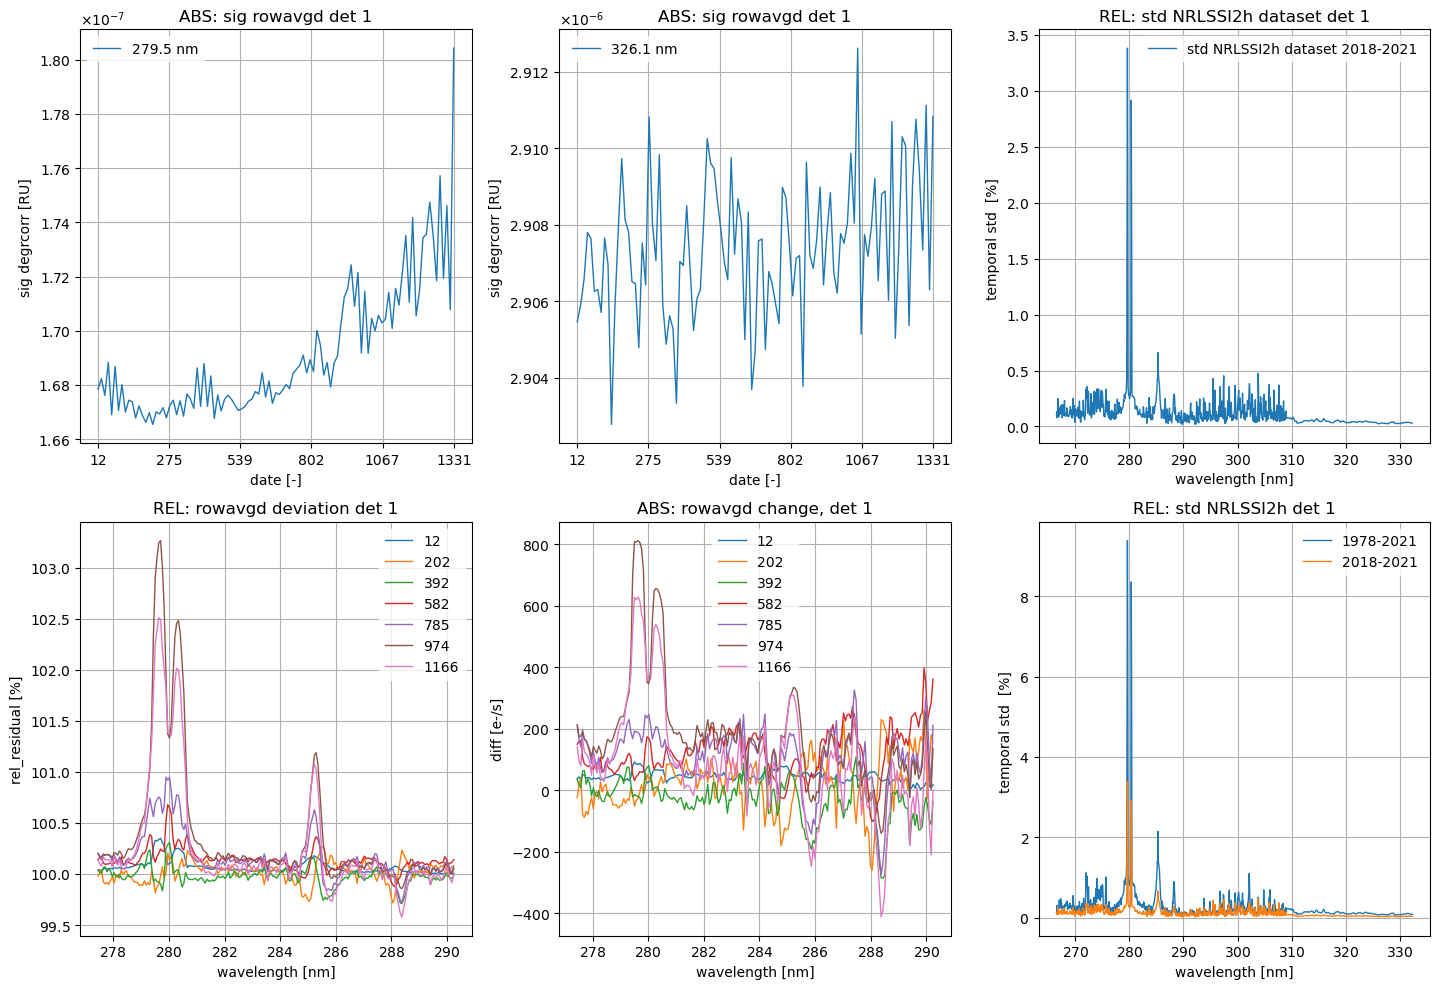 ABS: sig rowavgd det 1
×10⁻⁷
279.5 nm
1.80
1.78
1.76
1.74
1.72
1.70
1.68
1.66
sig degrcorr [RU]
12 275 539 802 1067 1331
date [-]
ABS: sig rowavgd det 1
×10⁻⁶
326.1 nm
2.912
2.910
2.908
2.906
2.904
sig degrcorr [RU]
12 275 539 802 1067 1331
date [-]
REL: std NRLSSI2h dataset det 1
std NRLSSI2h dataset 2018-2021
3.5
3.0
2.5
2.0
1.5
1.0
0.5
0.0
temporal std [%]
270 280 290 300 310 320 330
wavelength [nm]
REL: rowavgd deviation det 1
12
202
392
582
785
974
1166
103.0
102.5
102.0
101.5
101.0
100.5
100.0
99.5
rel_residual [%]
278 280 282 284 286 288 290
wavelength [nm]
ABS: rowavgd change, det 1
12
202
392
582
785
974
1166
800
600
400
200
0
−200
−400
diff [e-/s]
278 280 282 284 286 288 290
wavelength [nm]
REL: std NRLSSI2h det 1
1978-2021
2018-2021
8
6
4
2
0
temporal std [%]
270 280 290 300 310 320 330
wavelength [nm]